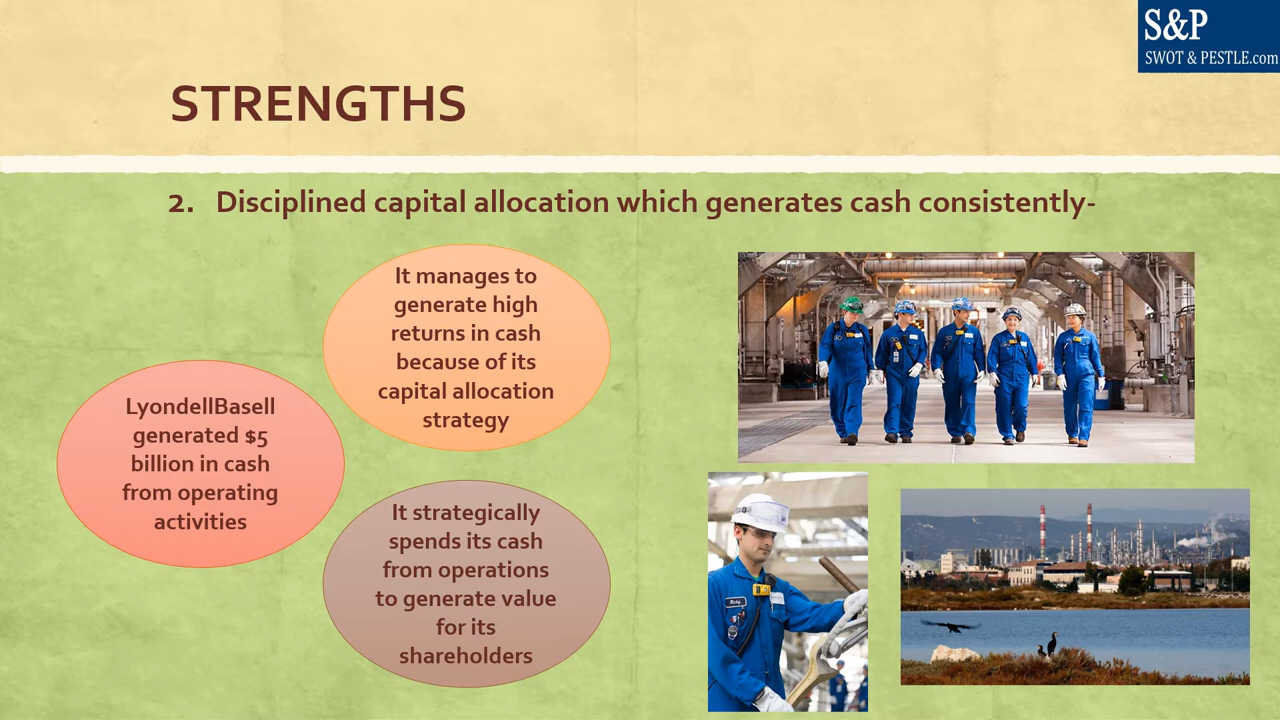 S&P
SWOT & PESTLE.com
STRENGTHS
2. Disciplined capital allocation which generates cash consistently-
It manages to
generate high
returns in cash
because of its
capital allocation
strategy
LyondellBasell
generated $5
billion in cash
from operating
activities
It strategically
spends its cash
from operations
to generate value
for its
shareholders